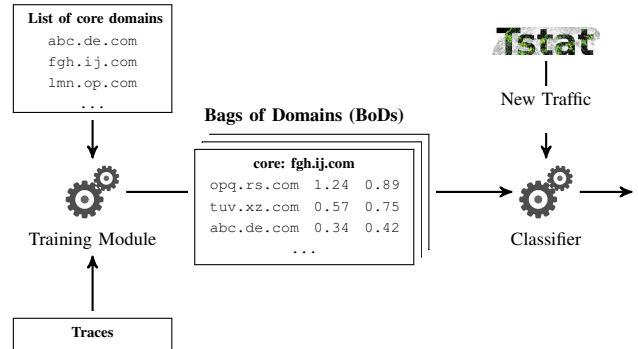 List of core domains
abc.de.com
fgh.ij.com
lmn.op.com
...
Tstat
New Traffic
Bags of Domains (BoDs)
core: fgh.ij.com
opq.rs.com 1.24 0.89
tuv.xz.com 0.57 0.75
abc.de.com 0.34 0.42
...
Training Module
Classifier
Traces